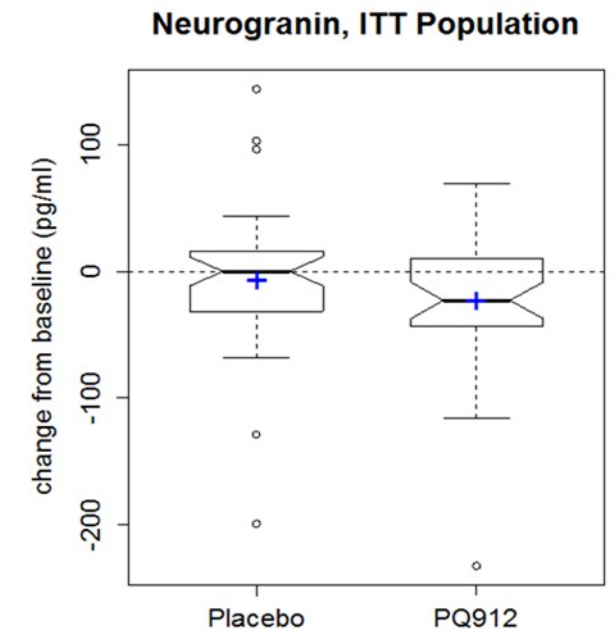 Neurogranin, ITT Population
change from baseline (pg/ml)
100
0
-100
-200
Placebo PQ912